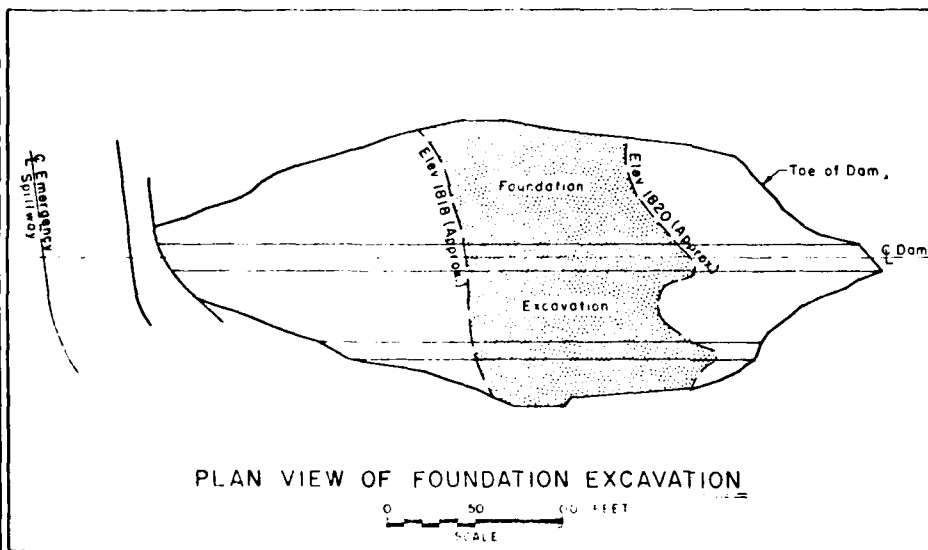 ℄ Emergency
Spillway
Elev 1818 (Approx.)
Foundation
Elev 1820 (Approx.)
Toe of Dam
℄ Dam
Excavation
PLAN VIEW OF FOUNDATION EXCAVATION
0 50 00 FEET
SCALE